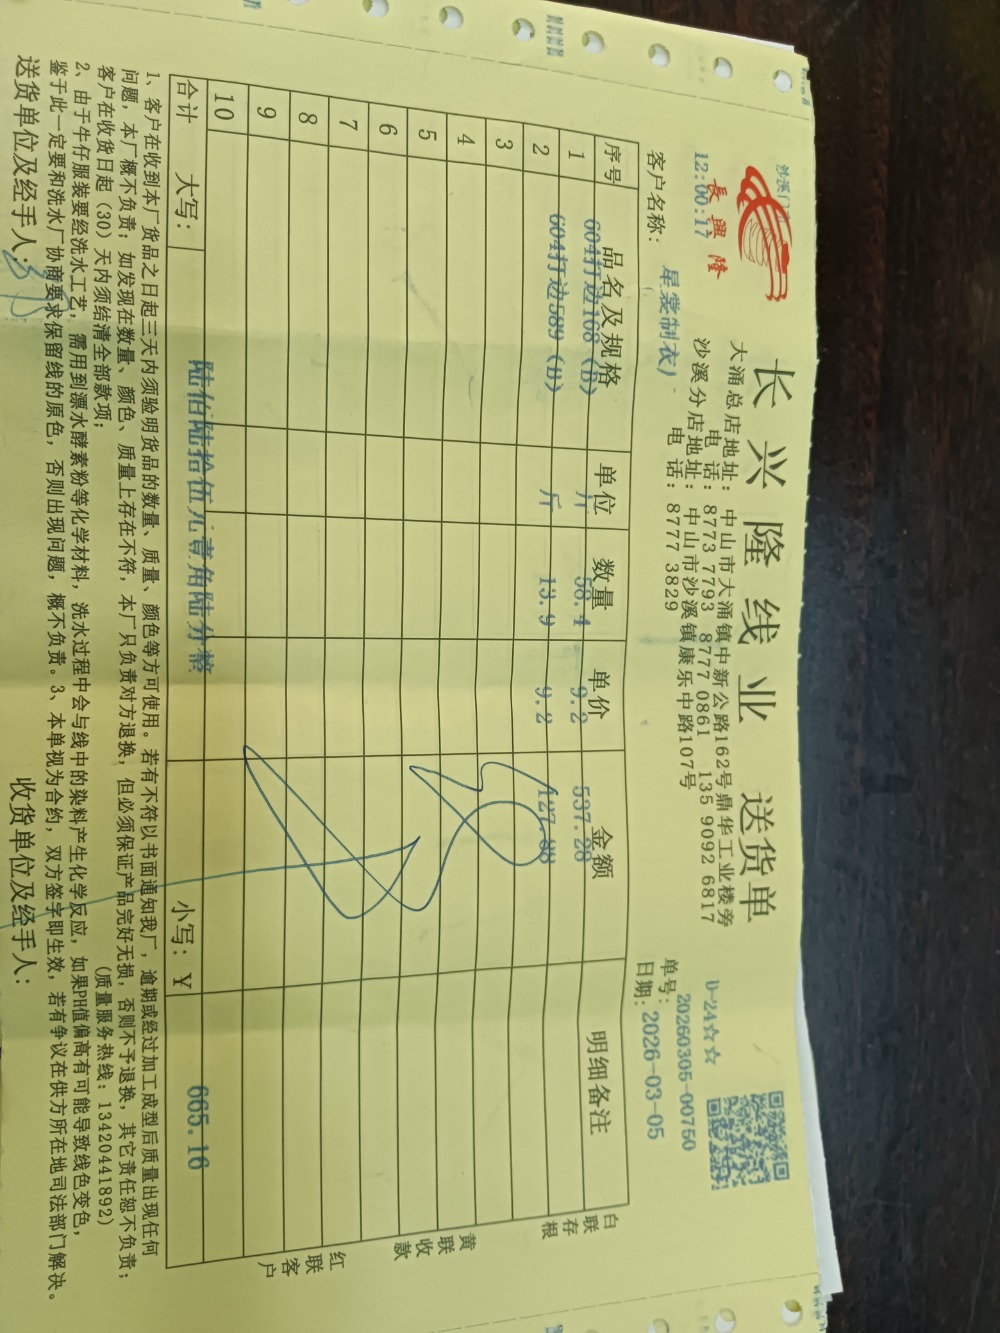 长兴隆线业 送货单
長興隆
大涌总店地址: 中山市大涌镇中新公路162号鼎华工业楼旁
电 话: 8773 7793 8777 0861 135 9092 6817
沙溪分店地址: 中山市沙溪镇康乐中路107号
电 话: 8777 3829
12:00:17
D-24☆☆
单号: 20260305-00750
客户名称:
日期: 2026-03-05
序号 品名及规格 单位 数量 单价 金额 明细备注
1 604打边168 (B) 斤 58.4 9.2 537.28
2 604打边589 (B) 斤 13.9 9.2 127.88
3
4
5
6
7
8
9
10
合计 大写: 陆佰陆拾伍元壹角陆分整 小写: ¥ 665.16
白联存根
黄联收款
红联客户
1、客户在收到本厂货品之日起三天内须验明货品的数量、质量、颜色等方可使用。若有不符以书面通知我厂, 逾期或经过加工成型后质量出现任何
问题, 本厂概不负责; 如发现在数量、颜色、质量上存在不符, 本厂只负责对方退换, 但必须保证产品完好无损, 否则不予退换, 其它责任恕不负责;
客户在收货日起 (30) 天内须结清全部款项; (质量服务热线: 13420441892)
2、由于牛仔服装要经洗水工艺, 需用到漂水酵素粉等化学材料, 洗水过程中会与线中的染料产生化学反应, 如果PH值偏高有可能导致线色变色,
鉴于此一定要和洗水厂协商要求保留线的原色, 否则出现问题, 概不负责。3、本单视为合约, 双方签字即生效, 若有争议在供方所在地司法部门解决。
送货单位及经手人: 收货单位及经手人: